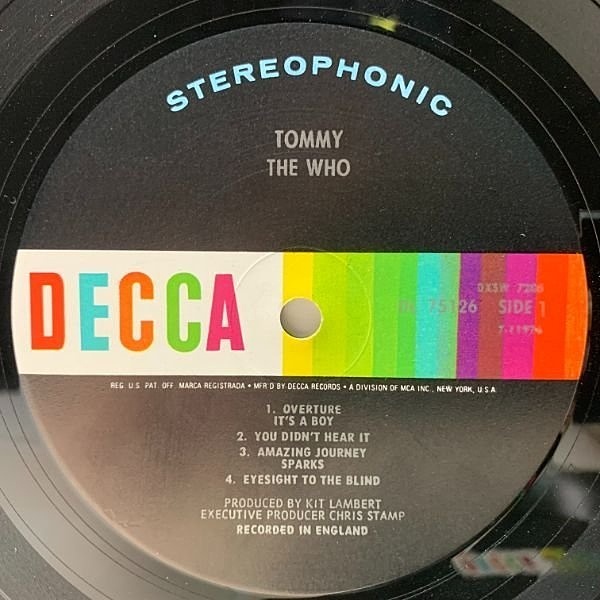 STEREOPHONIC
TOMMY
THE WHO
DECCA
DXSW 7205
DL 75126 SIDE 1
REG. U.S. PAT. OFF. MARCA REGISTRADA • MFR'D BY DECCA RECORDS • A DIVISION OF MCA INC., NEW YORK, U.S.A.
1. OVERTURE
IT'S A BOY
2. YOU DIDN'T HEAR IT
3. AMAZING JOURNEY
SPARKS
4. EYESIGHT TO THE BLIND
PRODUCED BY KIT LAMBERT
EXECUTIVE PRODUCER CHRIS STAMP
RECORDED IN ENGLAND